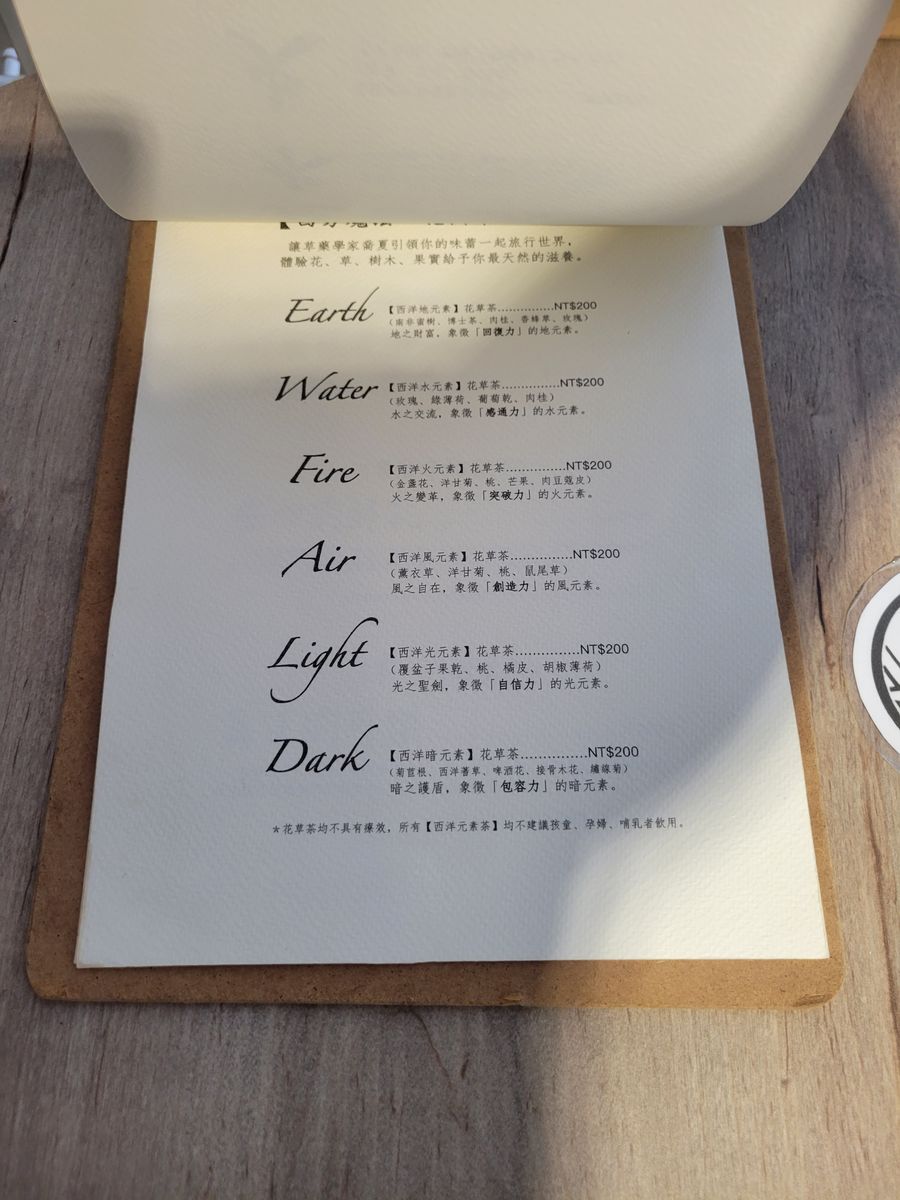 讓草藥學家喬夏引領你的味蕾一起旅行世界，
體驗花、草、樹木、果實給予你最天然的滋養。
Earth
【西洋地元素】花草茶..............NT$200
（南非蜜樹、博士茶、肉桂、香蜂草、玫瑰）
地之財富，象徵「回復力」的地元素。
Water
【西洋水元素】花草茶...............NT$200
（玫瑰、綠薄荷、葡萄乾、肉桂）
水之交流，象徵「感通力」的水元素。
Fire
【西洋火元素】花草茶...............NT$200
（金盞花、洋甘菊、桃、芒果、肉豆蔻皮）
火之變革，象徵「突破力」的火元素。
Air
【西洋風元素】花草茶...............NT$200
（薰衣草、洋甘菊、桃、鼠尾草）
風之自在，象徵「創造力」的風元素。
Light
【西洋光元素】花草茶...............NT$200
（覆盆子果乾、桃、橘皮、胡椒薄荷）
光之聖劍，象徵「自信力」的光元素。
Dark
【西洋暗元素】花草茶...............NT$200
（菊苣根、西洋蓍草、啤酒花、接骨木花、纈絲菊）
暗之護盾，象徵「包容力」的暗元素。
*花草茶均不具有療效，所有【西洋元素茶】均不建議孩童、孕婦、哺乳者飲用。